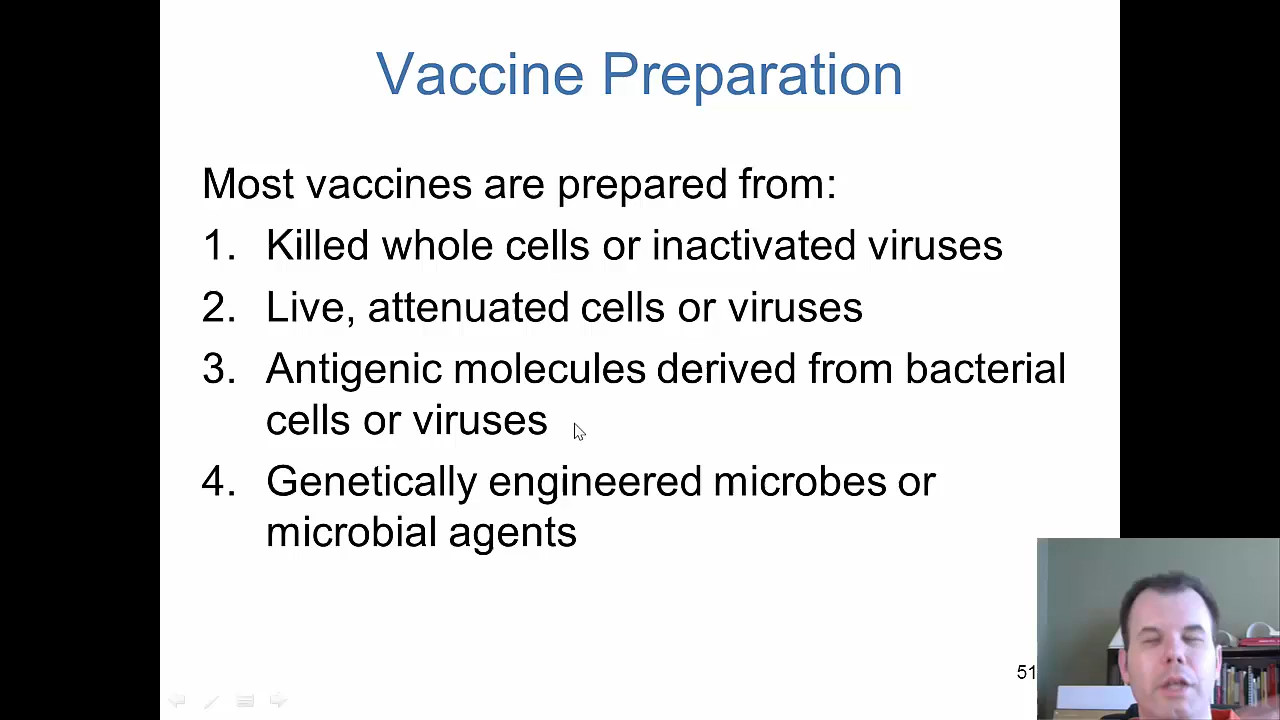 Vaccine Preparation
Most vaccines are prepared from:
1. Killed whole cells or inactivated viruses
2. Live, attenuated cells or viruses
3. Antigenic molecules derived from bacterial
cells or viruses
4. Genetically engineered microbes or
microbial agents
51